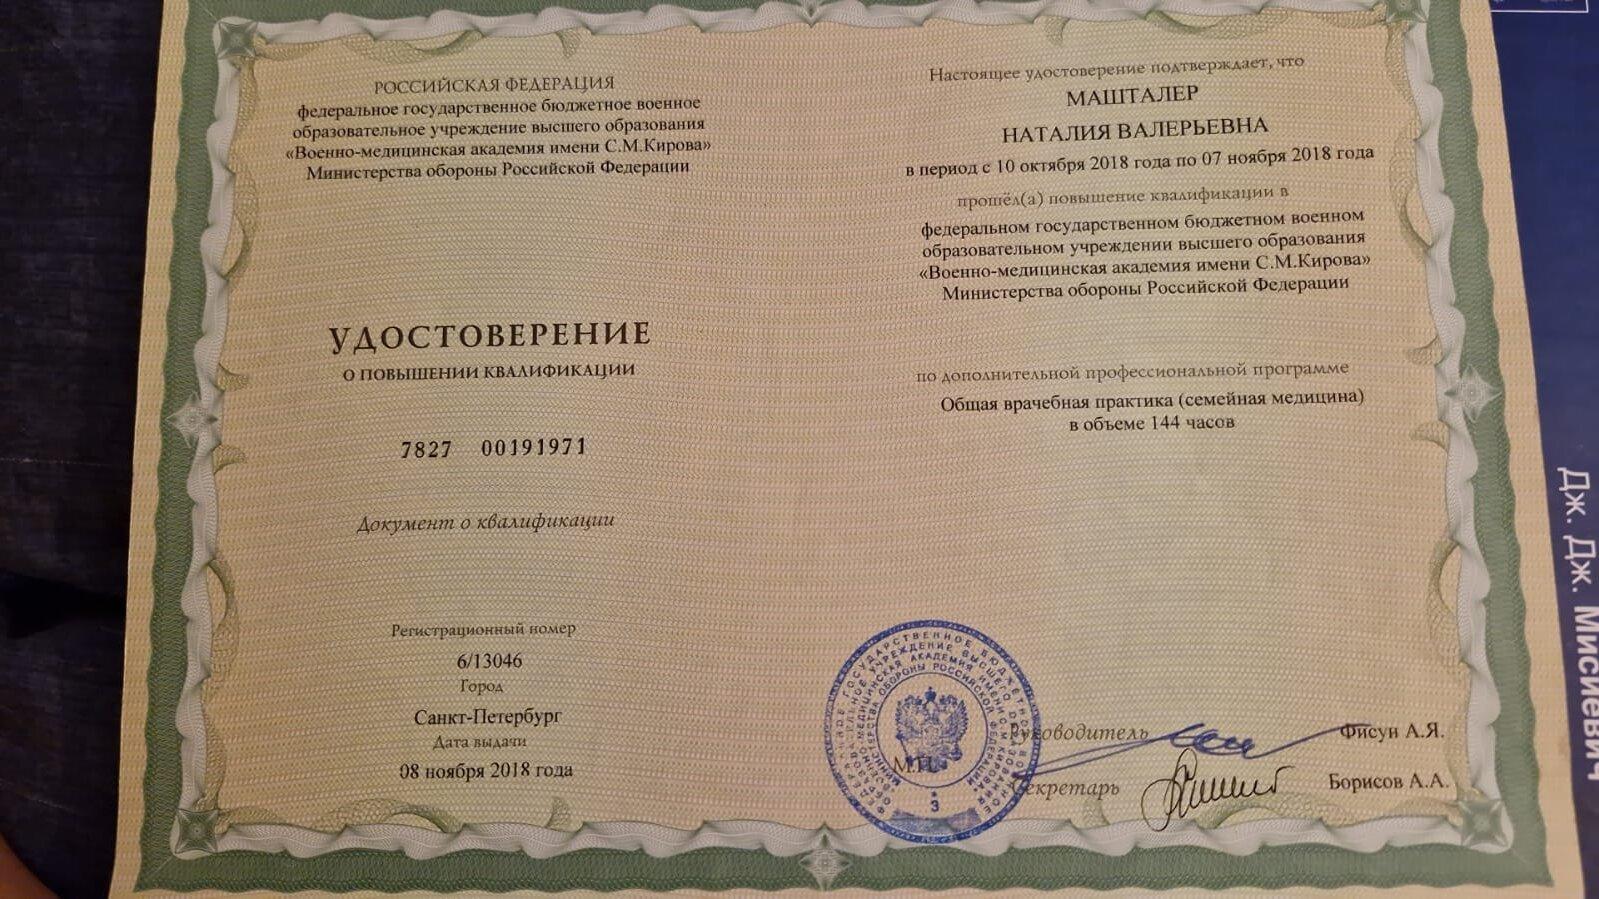 РОССИЙСКАЯ ФЕДЕРАЦИЯ
федеральное государственное бюджетное военное
образовательное учреждение высшего образования
«Военно-медицинская академия имени С.М.Кирова»
Министерства обороны Российской Федерации
УДОСТОВЕРЕНИЕ
О ПОВЫШЕНИИ КВАЛИФИКАЦИИ
7827 00191971
Документ о квалификации
Регистрационный номер
6/13046
Город
Санкт-Петербург
Дата выдачи
08 ноября 2018 года
Настоящее удостоверение подтверждает, что
МАШТАЛЕР
НАТАЛИЯ ВАЛЕРЬЕВНА
в период с 10 октября 2018 года по 07 ноября 2018 года
прошёл(а) повышение квалификации в
федеральном государственном бюджетном военном
образовательном учреждении высшего образования
«Военно-медицинская академия имени С.М.Кирова»
Министерства обороны Российской Федерации
по дополнительной профессиональной программе
Общая врачебная практика (семейная медицина)
в объеме 144 часов
Руководитель
Фисун А.Я.
М.П.
Секретарь
Борисов А.А.
3
Дж. Дж. Мисиевич